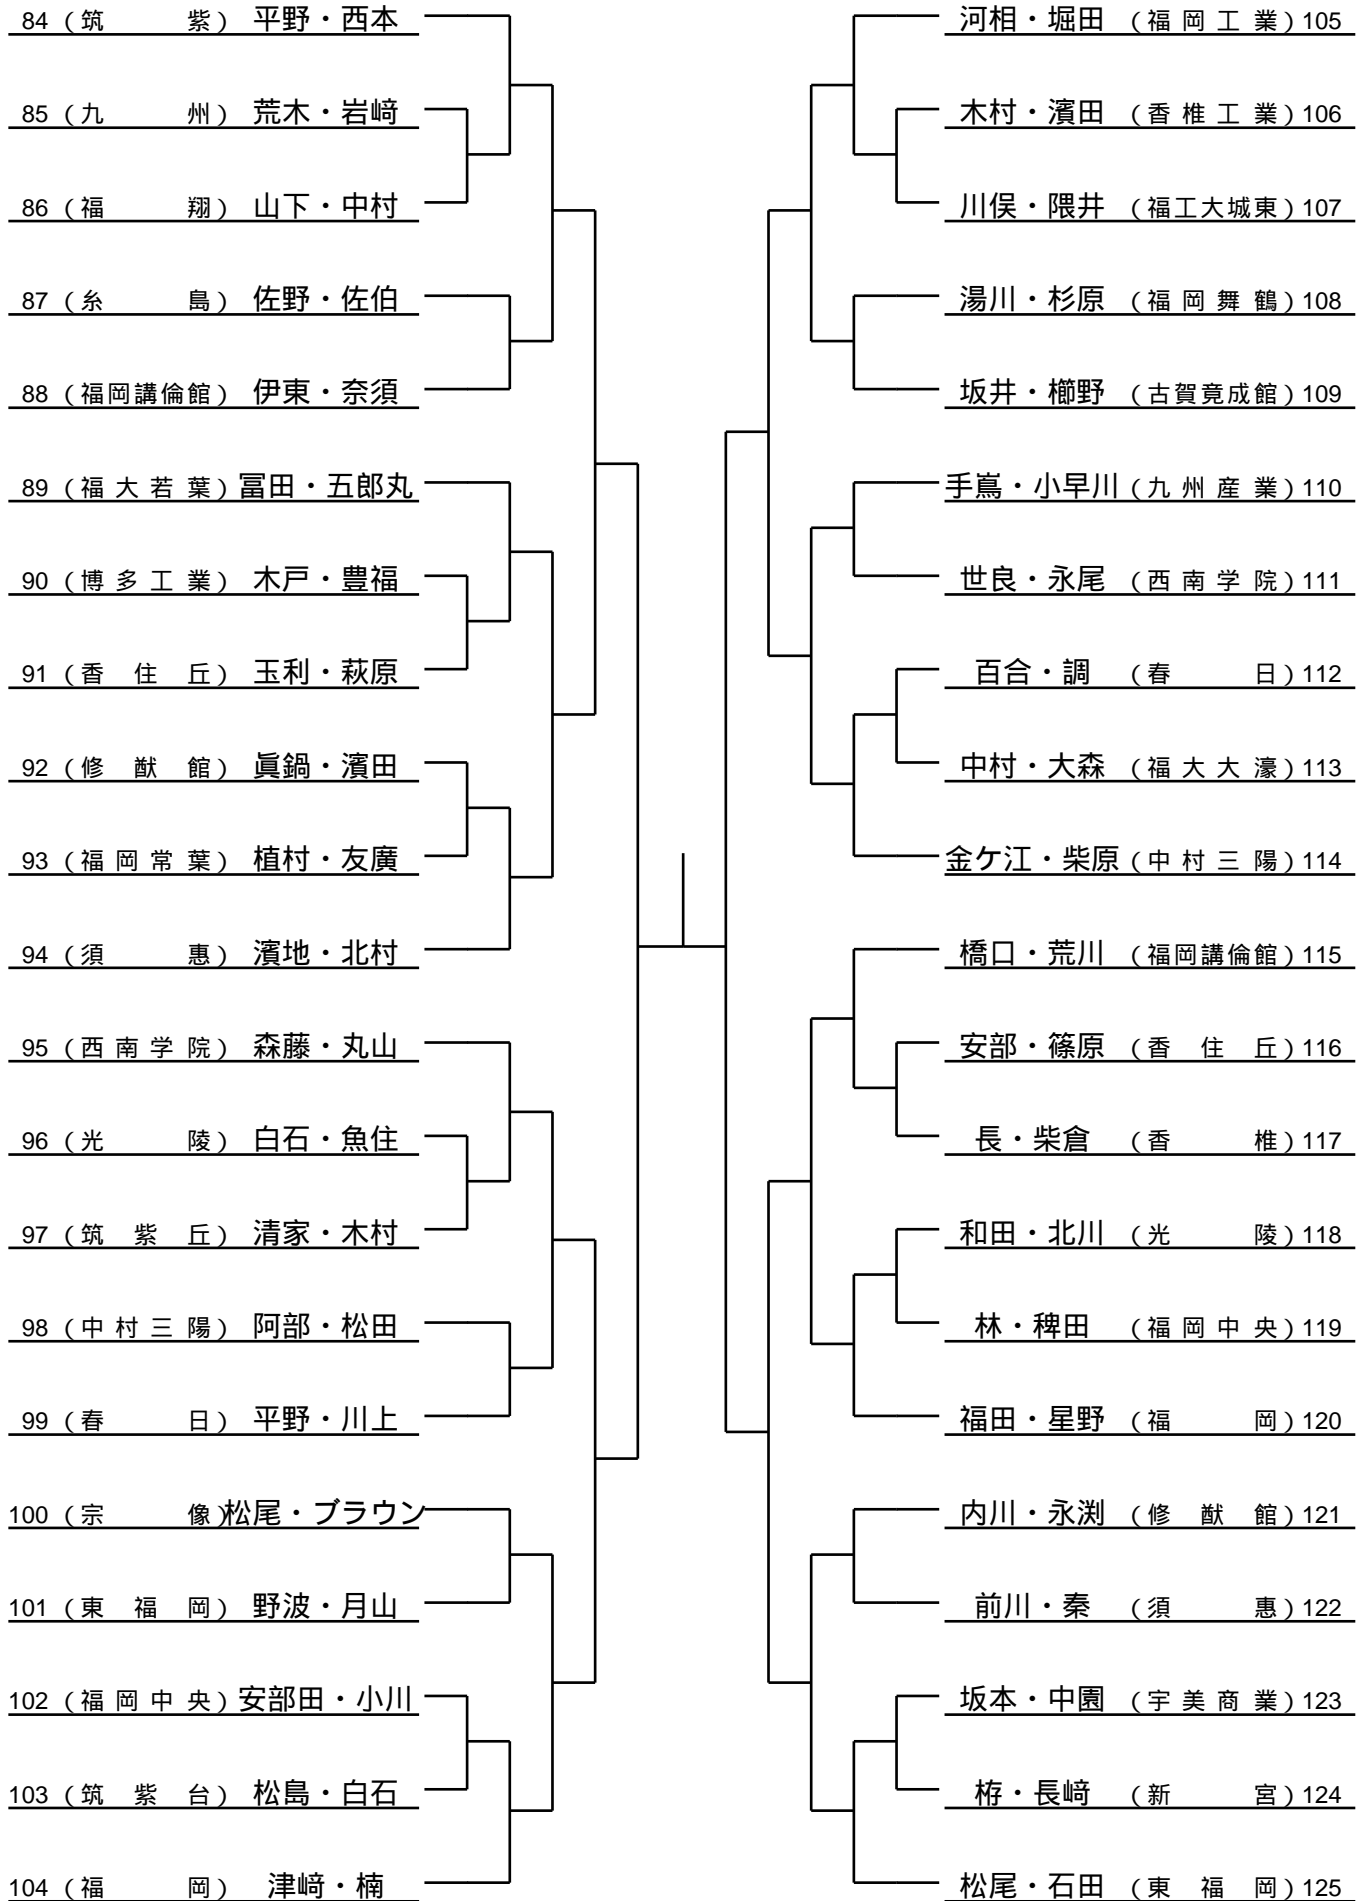 84 （筑紫） 平野・西本
85 （九州） 荒木・岩﨑
86 （福翔） 山下・中村
87 （糸島） 佐野・佐伯
88 （福岡講倫館） 伊東・奈須
89 （福大若葉） 冨田・五郎丸
90 （博多工業） 木戸・豊福
91 （香住丘） 玉利・萩原
92 （修猷館） 眞鍋・濱田
93 （福岡常葉） 植村・友廣
94 （須惠） 濱地・北村
95 （西南学院） 森藤・丸山
96 （光陵） 白石・魚住
97 （筑紫丘） 清家・木村
98 （中村三陽） 阿部・松田
99 （春日） 平野・川上
100 （宗像） 松尾・ブラウン
101 （東福岡） 野波・月山
102 （福岡中央） 安部田・小川
103 （筑紫台） 松島・白石
104 （福岡） 津﨑・楠
河相・堀田 （福岡工業） 105
木村・濱田 （香椎工業） 106
川俣・隈井 （福工大城東） 107
湯川・杉原 （福岡舞鶴） 108
坂井・櫛野 （古賀竟成館） 109
手嶌・小早川 （九州産業） 110
世良・永尾 （西南学院） 111
百合・調 （春日） 112
中村・大森 （福大大濠） 113
金ケ江・柴原 （中村三陽） 114
橋口・荒川 （福岡講倫館） 115
安部・篠原 （香住丘） 116
長・柴倉 （香椎） 117
和田・北川 （光陵） 118
林・稗田 （福岡中央） 119
福田・星野 （福岡） 120
内川・永渕 （修猷館） 121
前川・秦 （須惠） 122
坂本・中園 （宇美商業） 123
栫・長﨑 （新宮） 124
松尾・石田 （東福岡） 125